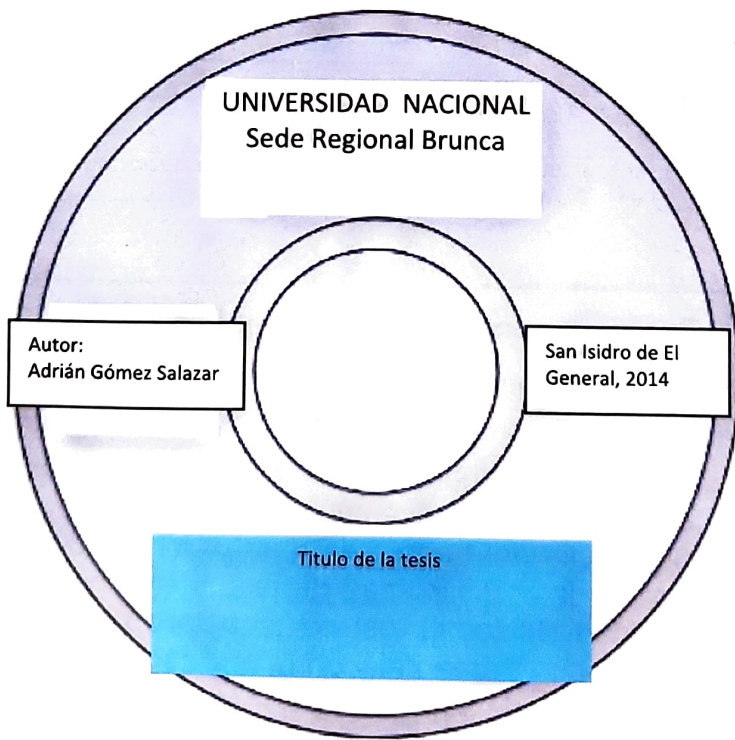 UNIVERSIDAD NACIONAL
Sede Regional Brunca
Autor:
Adrián Gómez Salazar
San Isidro de El
General, 2014
Titulo de la tesis